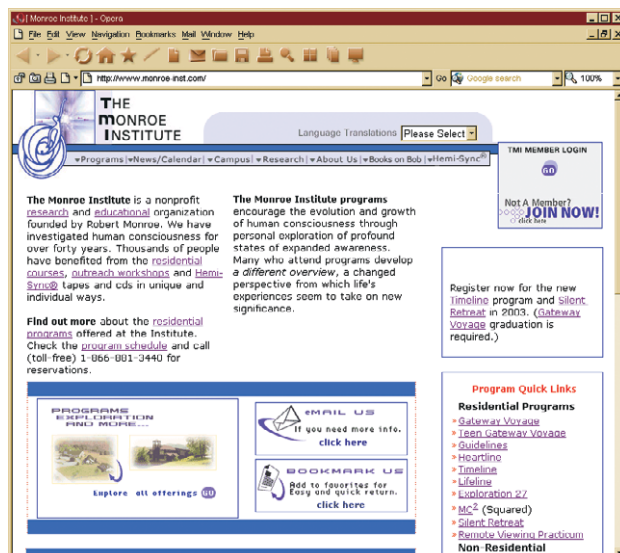 [ Monroe Institute ] - Opera
File Edit View Navigation Bookmarks Mail Window Help
http://www.monroe-inst.com/ Go Google search 100%
THE
MONROE
INSTITUTE
Language Translations Please Select
Programs | News/Calendar | Campus | Research | About Us | Books on Bob | Hemi-Sync®
TMI MEMBER LOGIN
GO
Not A Member?
JOIN NOW!
click here
The Monroe Institute is a nonprofit
research and educational organization
founded by Robert Monroe. We have
investigated human consciousness for
over forty years. Thousands of people
have benefited from the residential
courses, outreach workshops and Hemi-
Sync® tapes and cds in unique and
individual ways.
Find out more about the residential
programs offered at the Institute.
Check the program schedule and call
(toll-free) 1-866-881-3440 for
reservations.
The Monroe Institute programs
encourage the evolution and growth
of human consciousness through
personal exploration of profound
states of expanded awareness.
Many who attend programs develop
a different overview, a changed
perspective from which life's
experiences seem to take on new
significance.
Register now for the new
Timeline program and Silent
Retreat in 2003. (Gateway
Voyage graduation is
required.)
PROGRAMS
EXPLORATION
AND MORE...
Explore all offerings GO
eMAIL US
If you need more info.
click here
BOOKMARK US
Add to favorites for
Easy and quick return.
click here
Program Quick Links
Residential Programs
» Gateway Voyage
» Teen Gateway Voyage
» Guidelines
» Heartline
» Timeline
» Lifeline
» Exploration 27
» MC² (Squared)
» Silent Retreat
» Remote Viewing Practicum
Non-Residential